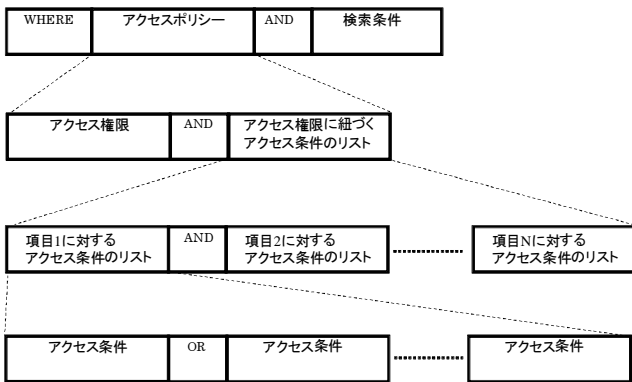 WHERE アクセスポリシー AND 検索条件
アクセス権限 AND アクセス権限に紐づく
アクセス条件のリスト
項目1に対する
アクセス条件のリスト
AND
項目2に対する
アクセス条件のリスト
項目Nに対する
アクセス条件のリスト
アクセス条件 OR アクセス条件 アクセス条件